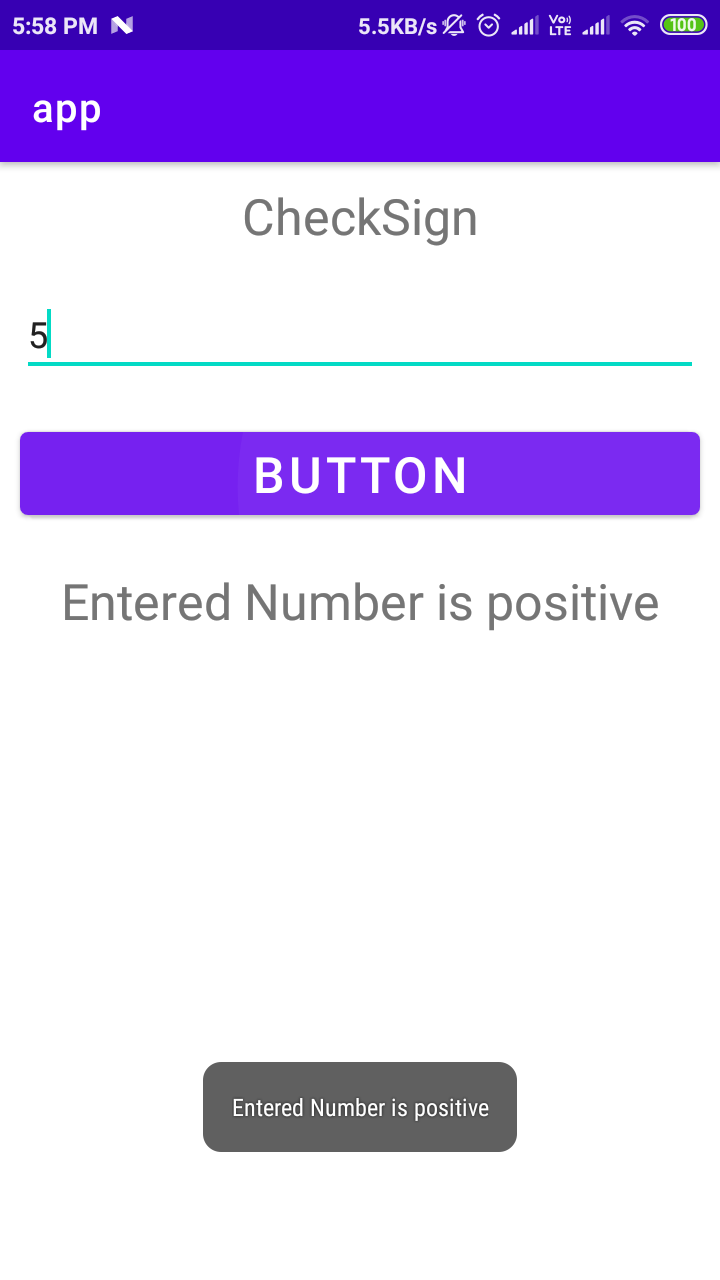 5:58 PM
5.5KB/s
Vo) LTE
100
app
CheckSign
5
BUTTON
Entered Number is positive
Entered Number is positive